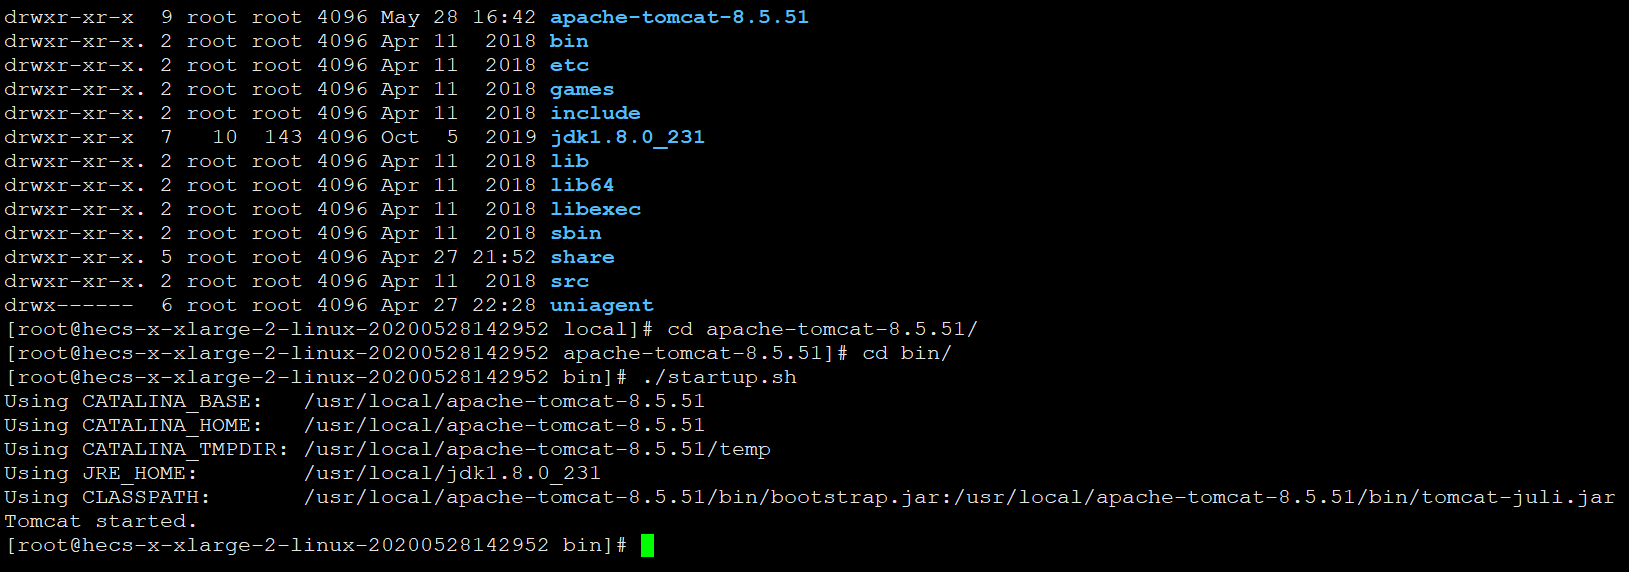 drwxr-xr-x  9 root root 4096 May 28 16:42 apache-tomcat-8.5.51
drwxr-xr-x. 2 root root 4096 Apr 11  2018 bin
drwxr-xr-x. 2 root root 4096 Apr 11  2018 etc
drwxr-xr-x. 2 root root 4096 Apr 11  2018 games
drwxr-xr-x. 2 root root 4096 Apr 11  2018 include
drwxr-xr-x  7   10  143 4096 Oct  5  2019 jdk1.8.0_231
drwxr-xr-x. 2 root root 4096 Apr 11  2018 lib
drwxr-xr-x. 2 root root 4096 Apr 11  2018 lib64
drwxr-xr-x. 2 root root 4096 Apr 11  2018 libexec
drwxr-xr-x. 2 root root 4096 Apr 11  2018 sbin
drwxr-xr-x. 5 root root 4096 Apr 27 21:52 share
drwxr-xr-x. 2 root root 4096 Apr 11  2018 src
drwx------  6 root root 4096 Apr 27 22:28 uniagent
[root@hecs-x-xlarge-2-linux-20200528142952 local]# cd apache-tomcat-8.5.51/
[root@hecs-x-xlarge-2-linux-20200528142952 apache-tomcat-8.5.51]# cd bin/
[root@hecs-x-xlarge-2-linux-20200528142952 bin]# ./startup.sh
Using CATALINA_BASE:   /usr/local/apache-tomcat-8.5.51
Using CATALINA_HOME:   /usr/local/apache-tomcat-8.5.51
Using CATALINA_TMPDIR: /usr/local/apache-tomcat-8.5.51/temp
Using JRE_HOME:        /usr/local/jdk1.8.0_231
Using CLASSPATH:       /usr/local/apache-tomcat-8.5.51/bin/bootstrap.jar:/usr/local/apache-tomcat-8.5.51/bin/tomcat-juli.jar
Tomcat started.
[root@hecs-x-xlarge-2-linux-20200528142952 bin]#